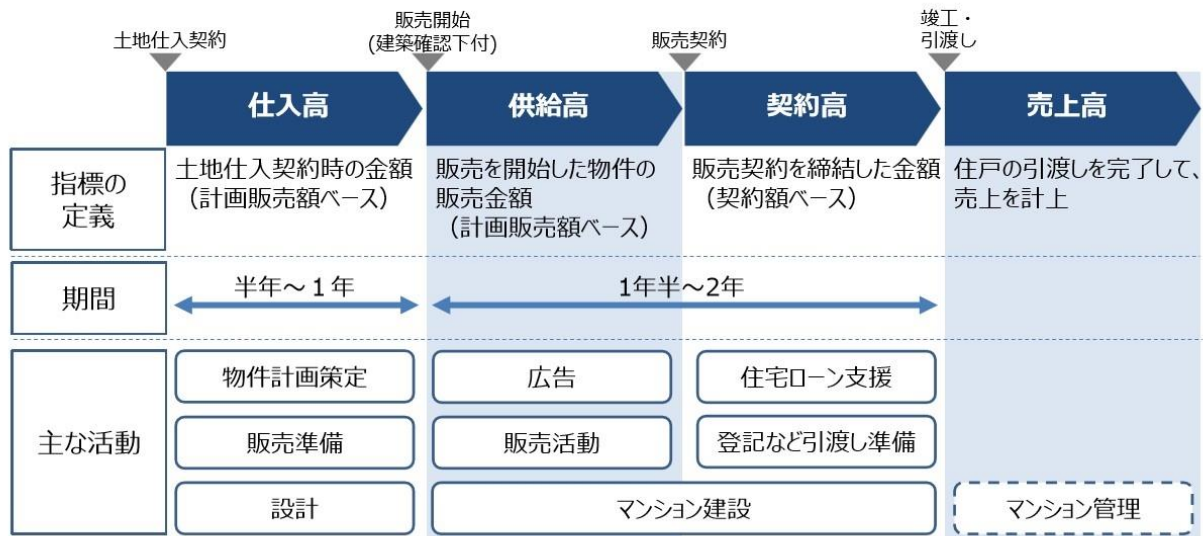 土地仕入契約
販売開始
(建築確認下付)
販売契約
竣工・
引渡し
仕入高
供給高
契約高
売上高
指標の
定義
土地仕入契約時の金額
（計画販売額ベース）
販売を開始した物件の
販売金額
（計画販売額ベース）
販売契約を締結した金額
（契約額ベース）
住戸の引渡しを完了して、
売上を計上
期間
半年～１年
1年半～2年
主な活動
物件計画策定
広告
住宅ローン支援
販売準備
販売活動
登記など引渡し準備
設計
マンション建設
マンション管理